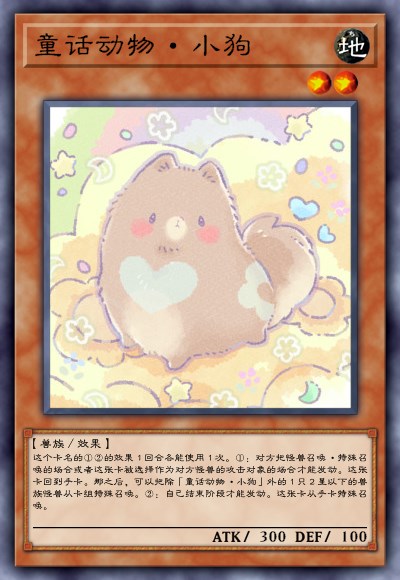 童话动物·小狗
地
【兽族/效果】
这个卡名的①②的效果1回合各能使用1次。①：对方把怪兽召唤·特殊召
唤的场合或者这张卡被选择作为对方怪兽的攻击对象的场合才能发动。这张
卡回到手卡。那之后，可以把除「童话动物·小狗」外的1只2星以下的兽
族怪兽从卡组特殊召唤。②：自己结束阶段才能发动。这张卡从手卡特殊召
唤。
ATK/ 300 DEF/ 100